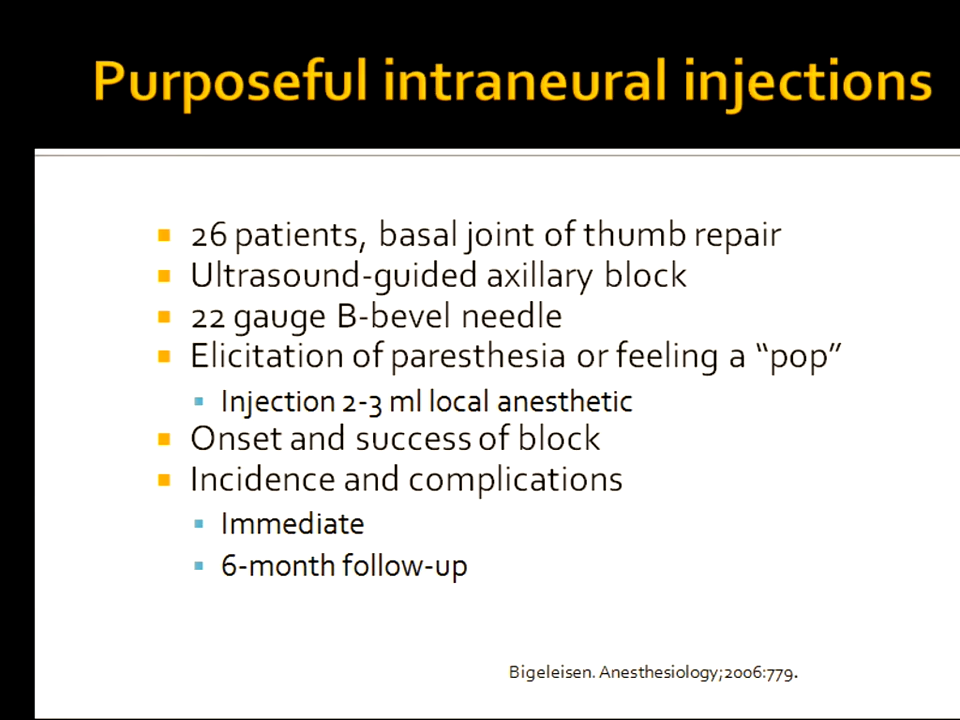 Purposeful intraneural injections
26 patients, basal joint of thumb repair
Ultrasound-guided axillary block
22 gauge B-bevel needle
Elicitation of paresthesia or feeling a “pop”
Injection 2-3 ml local anesthetic
Onset and success of block
Incidence and complications
Immediate
6-month follow-up
Bigeleisen. Anesthesiology;2006:779.